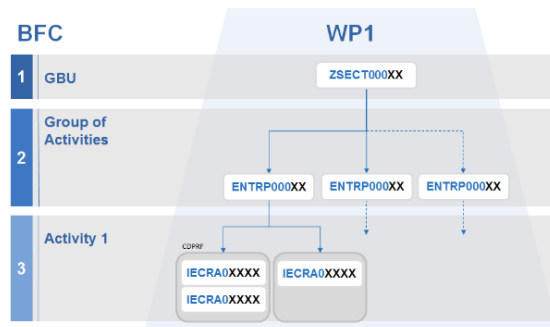 BFC
WP1
1
GBU
ZSECT000XX
2
Group of
Activities
ENTRP000XX
ENTRP000XX
ENTRP000XX
3
Activity 1
CDPRF
IECRA0XXXX
IECRA0XXXX
IECRA0XXXX